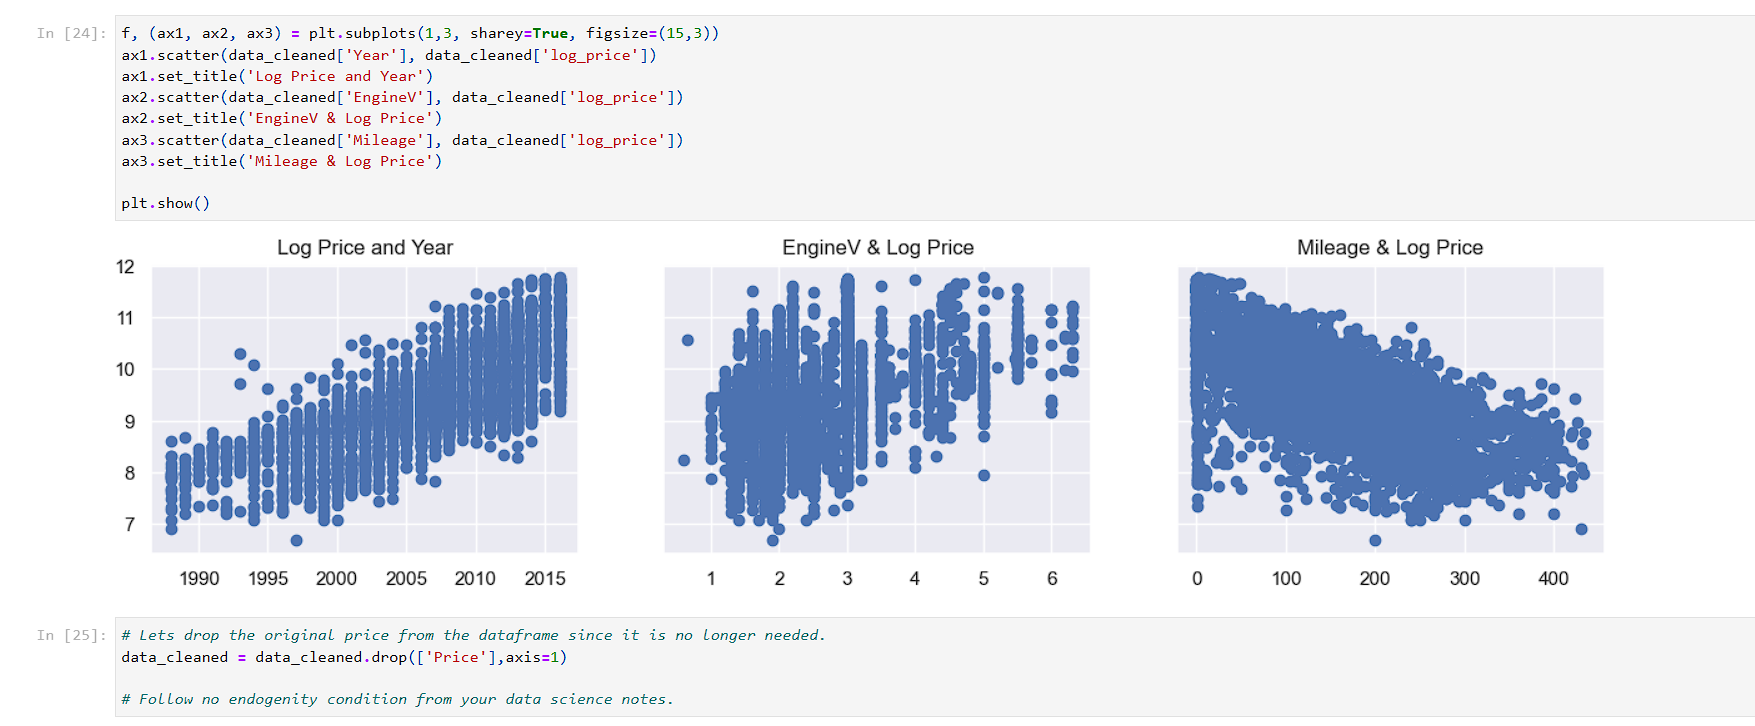 In [24]:
f, (ax1, ax2, ax3) = plt.subplots(1,3, sharey=True, figsize=(15,3))
ax1.scatter(data_cleaned['Year'], data_cleaned['log_price'])
ax1.set_title('Log Price and Year')
ax2.scatter(data_cleaned['EngineV'], data_cleaned['log_price'])
ax2.set_title('EngineV & Log Price')
ax3.scatter(data_cleaned['Mileage'], data_cleaned['log_price'])
ax3.set_title('Mileage & Log Price')
plt.show()
Log Price and Year
12
11
10
9
8
7
1990 1995 2000 2005 2010 2015
EngineV & Log Price
1 2 3 4 5 6
Mileage & Log Price
0 100 200 300 400
In [25]:
# Lets drop the original price from the dataframe since it is no longer needed.
data_cleaned = data_cleaned.drop(['Price'],axis=1)
# Follow no endogenity condition from your data science notes.